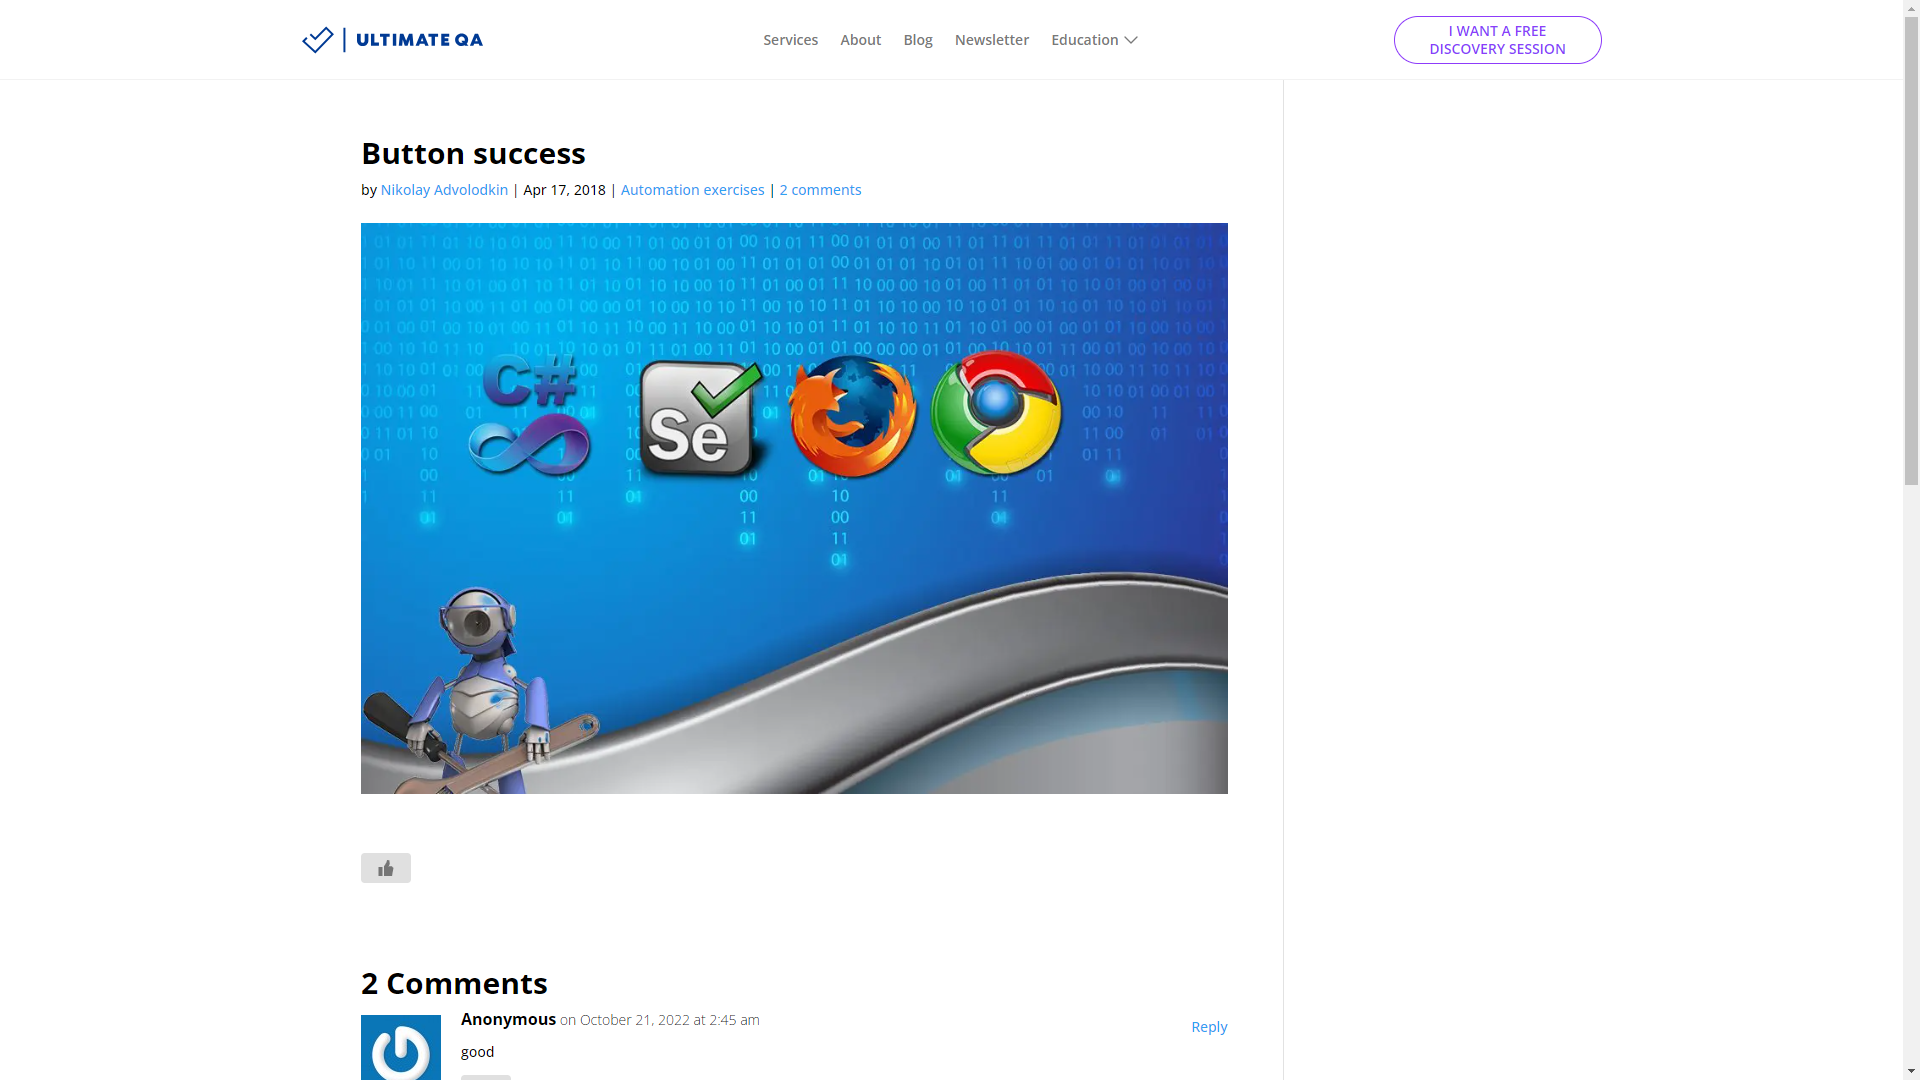 ULTIMATE QA
Services
About
Blog
Newsletter
Education
I WANT A FREE
DISCOVERY SESSION
Button success
by Nikolay Advolodkin | Apr 17, 2018 | Automation exercises | 2 comments
C#
Se
2 Comments
Anonymous on October 21, 2022 at 2:45 am
Reply
good